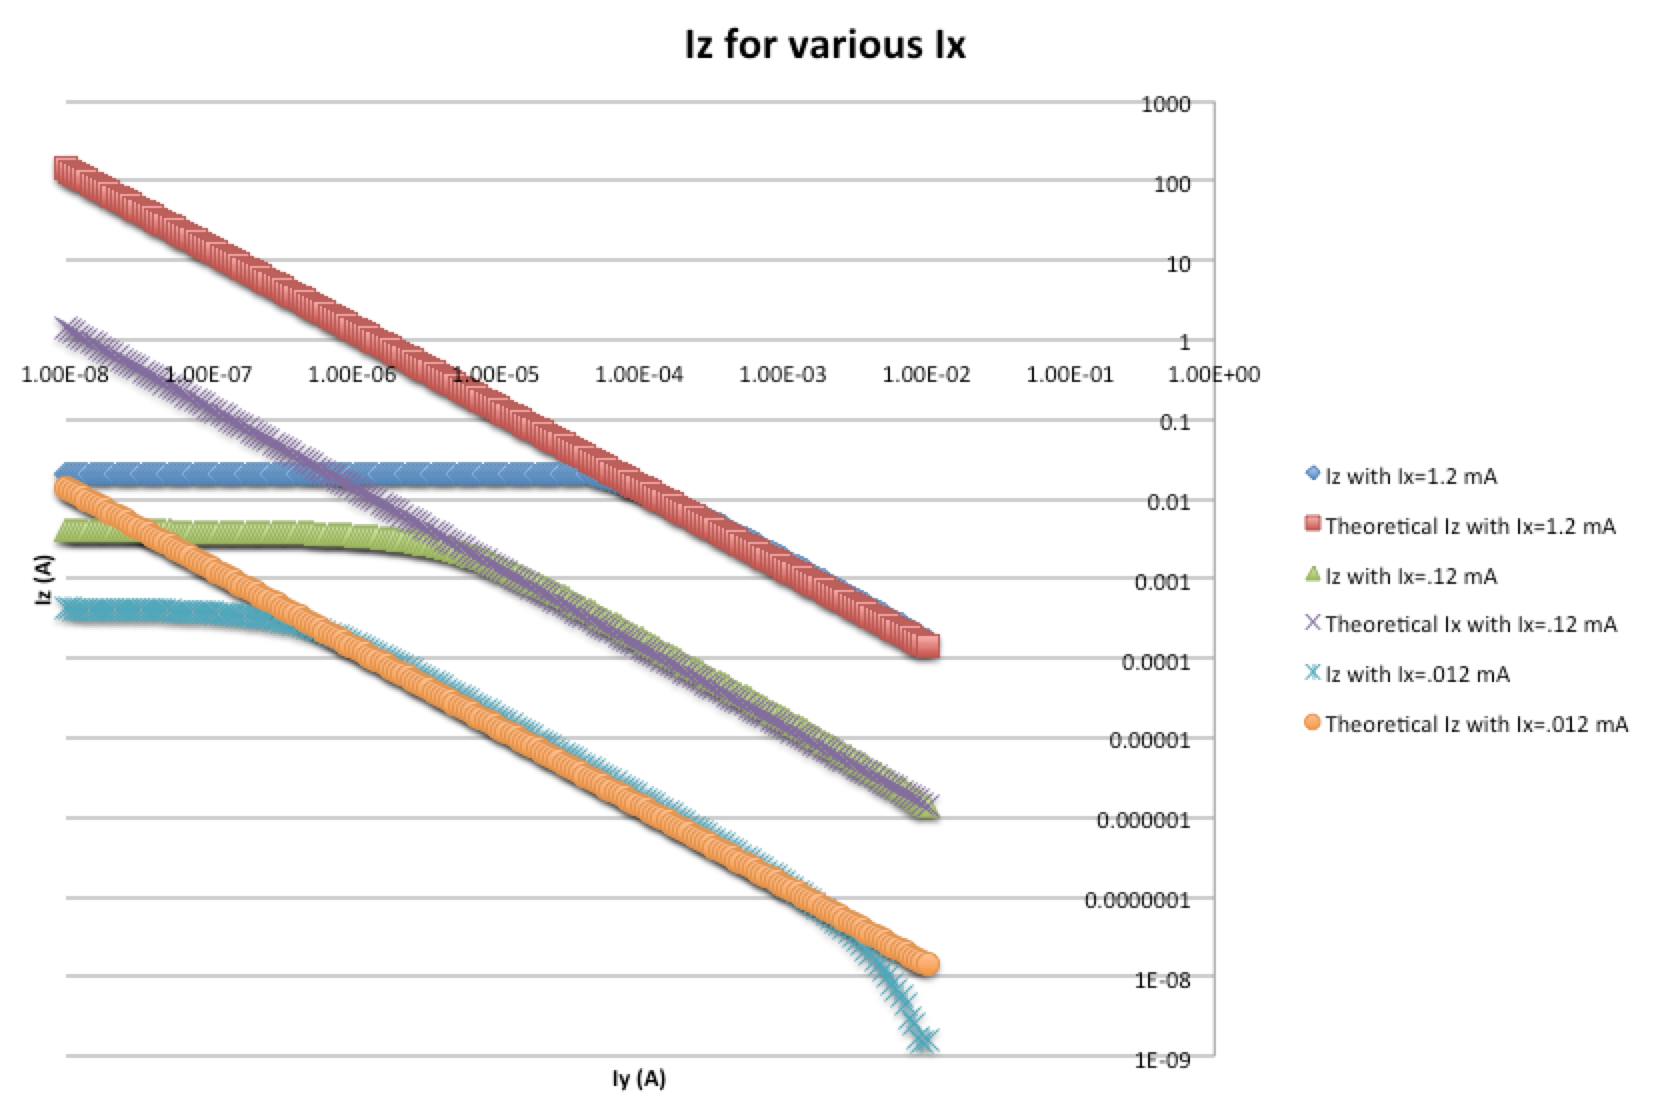 Iz for various Ix
1000
100
10
1
1.00E-08 1.00E-07 1.00E-06 1.00E-05 1.00E-04 1.00E-03 1.00E-02 1.00E-01 1.00E+00
0.1
0.01
0.001
0.0001
0.00001
0.000001
0.0000001
1E-08
1E-09
Iz (A)
Iy (A)
Iz with Ix=1.2 mA
Theoretical Iz with Ix=1.2 mA
Iz with Ix=.12 mA
Theoretical Ix with Ix=.12 mA
Iz with Ix=.012 mA
Theoretical Iz with Ix=.012 mA